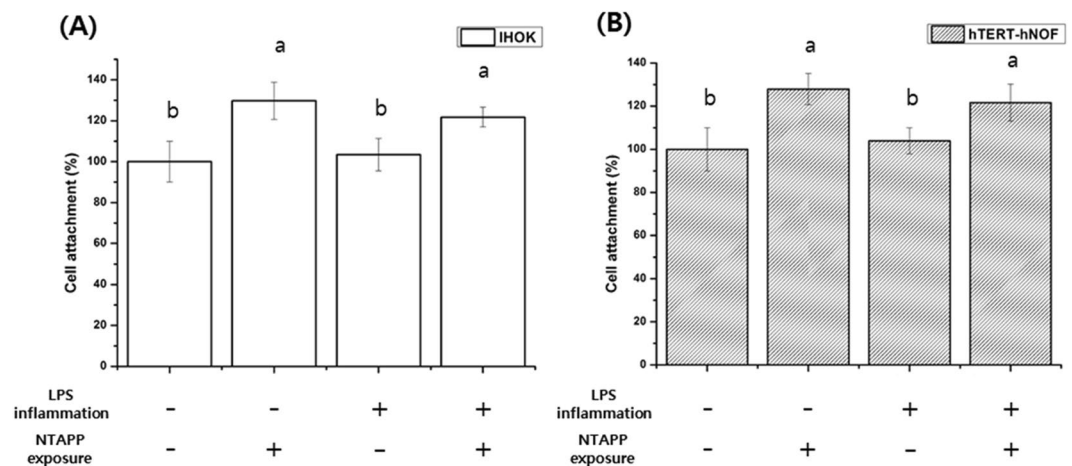 (A)
IHOK
Cell attachment (%)
140
120
100
80
60
40
20
0
b
a
b
a
LPS
inflammation
- - + +
NTAPP
exposure
- + - +
(B)
hTERT-hNOF
Cell attachment (%)
140
120
100
80
60
40
20
0
b
a
b
a
- - + +
- + - +
LPS
inflammation
NTAPP
exposure